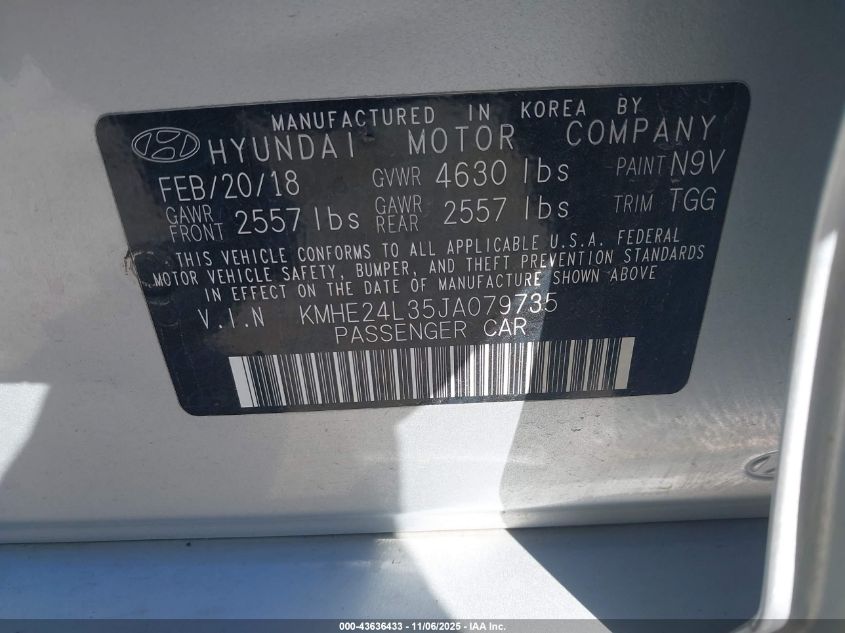 MANUFACTURED IN KOREA BY
HYUNDAI MOTOR COMPANY
FEB/20/18 GVWR 4630 lbs PAINT N9V
GAWR FRONT 2557 lbs GAWR REAR 2557 lbs TRIM TGG
THIS VEHICLE CONFORMS TO ALL APPLICABLE U.S.A. FEDERAL
MOTOR VEHICLE SAFETY, BUMPER, AND THEFT PREVENTION STANDARDS
IN EFFECT ON THE DATE OF MANUFACTURE SHOWN ABOVE
V.I.N KMHE24L35JA079735
PASSENGER CAR
000-43636433 - 11/06/2025 - IAA Inc.